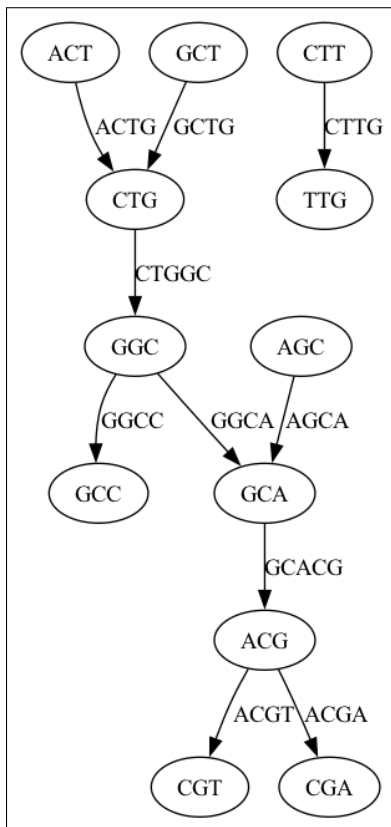 ACT GCT CTT
ACTG GCTG CTTG
CTG TTG
CTGGC
GGC AGC
GGCC GGCA AGCA
GCC GCA
GCACG
ACG
ACGT ACGA
CGT CGA